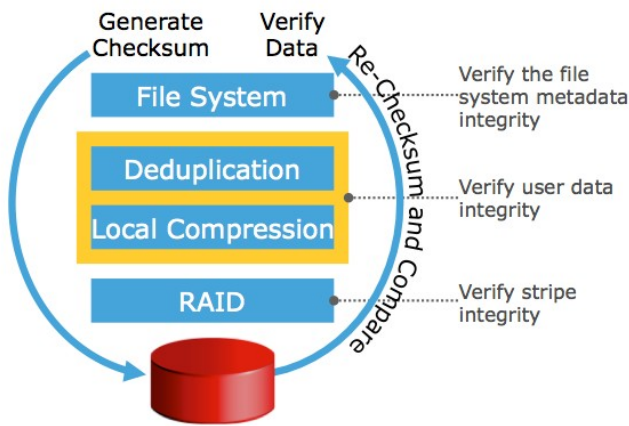 Generate
Checksum
Verify
Data
File System
Deduplication
Local Compression
RAID
Re-Checksum and Compare
Verify the file
system metadata
integrity
Verify user data
integrity
Verify stripe
integrity